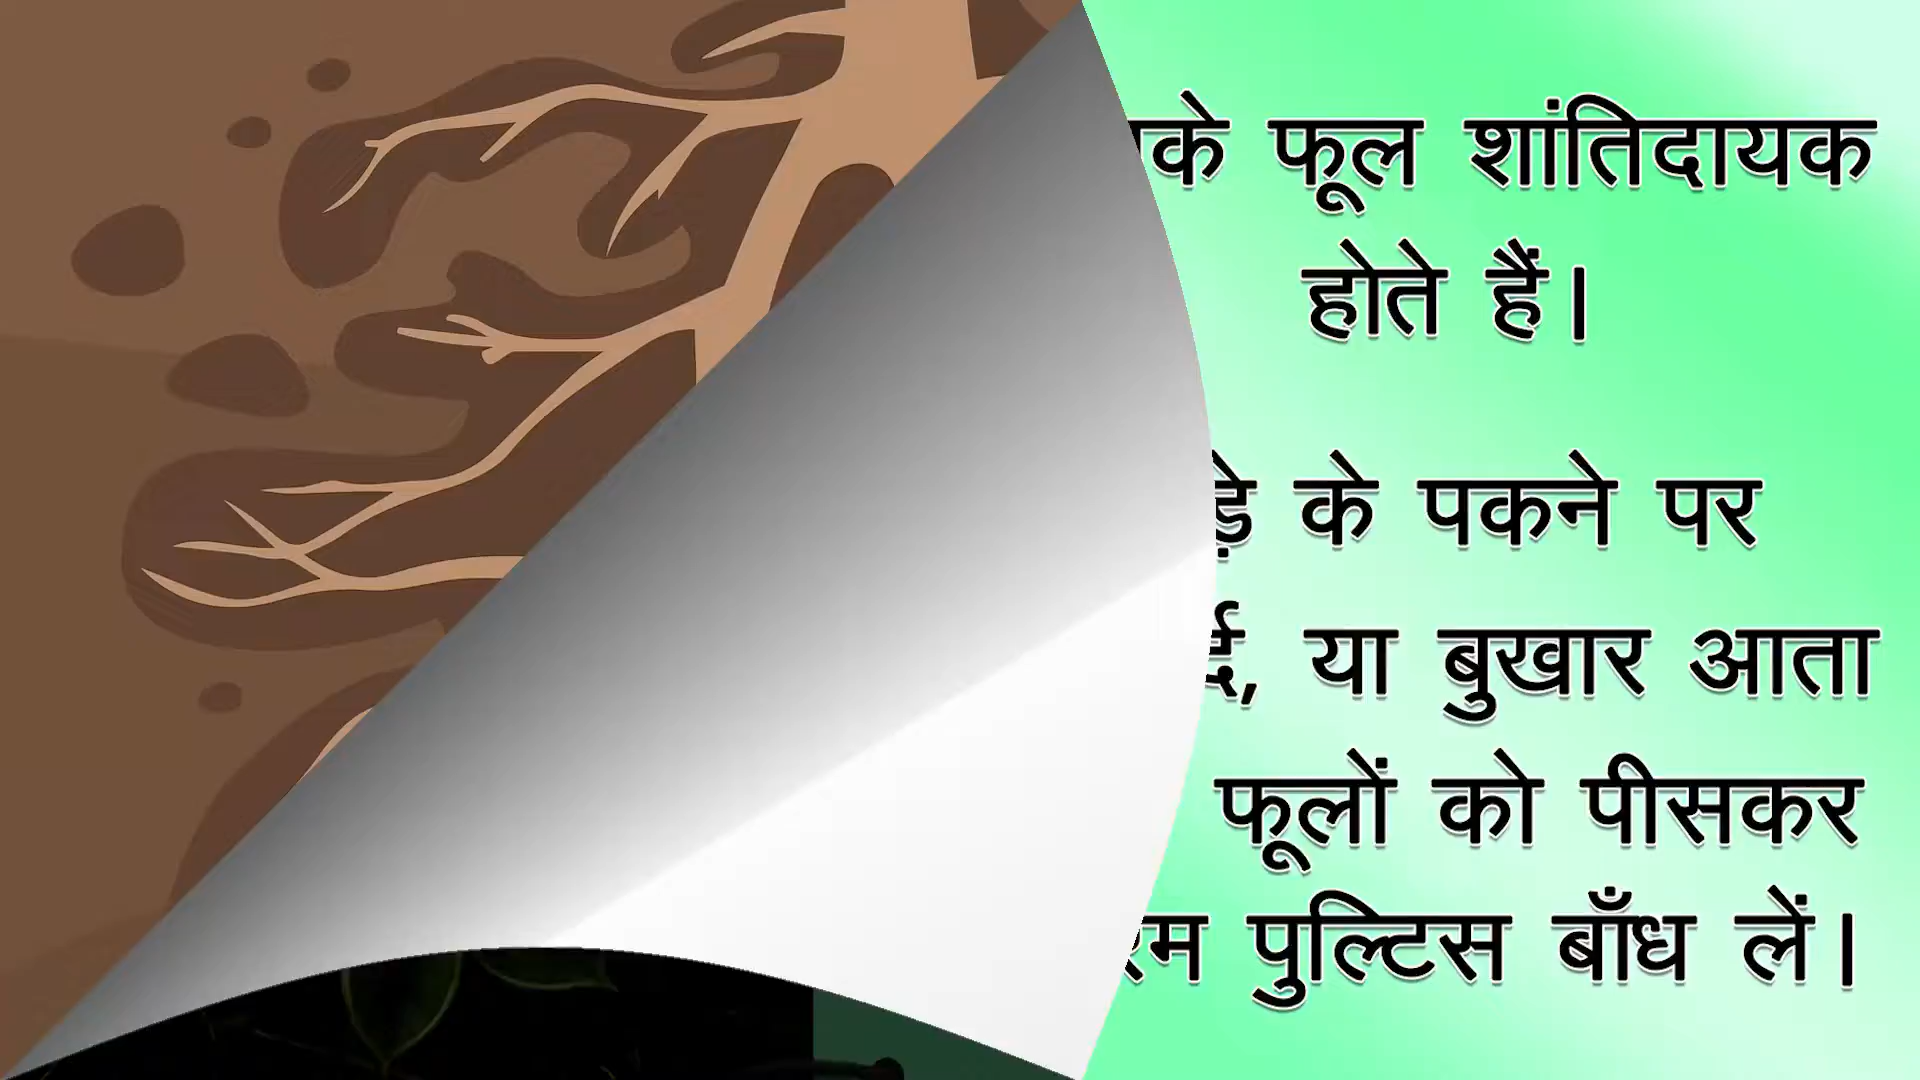 फूल शांतिदायक
होते हैं।
के पकने पर
या बुखार आता
फूलों को पीसकर
पुल्टिस बाँध लें।